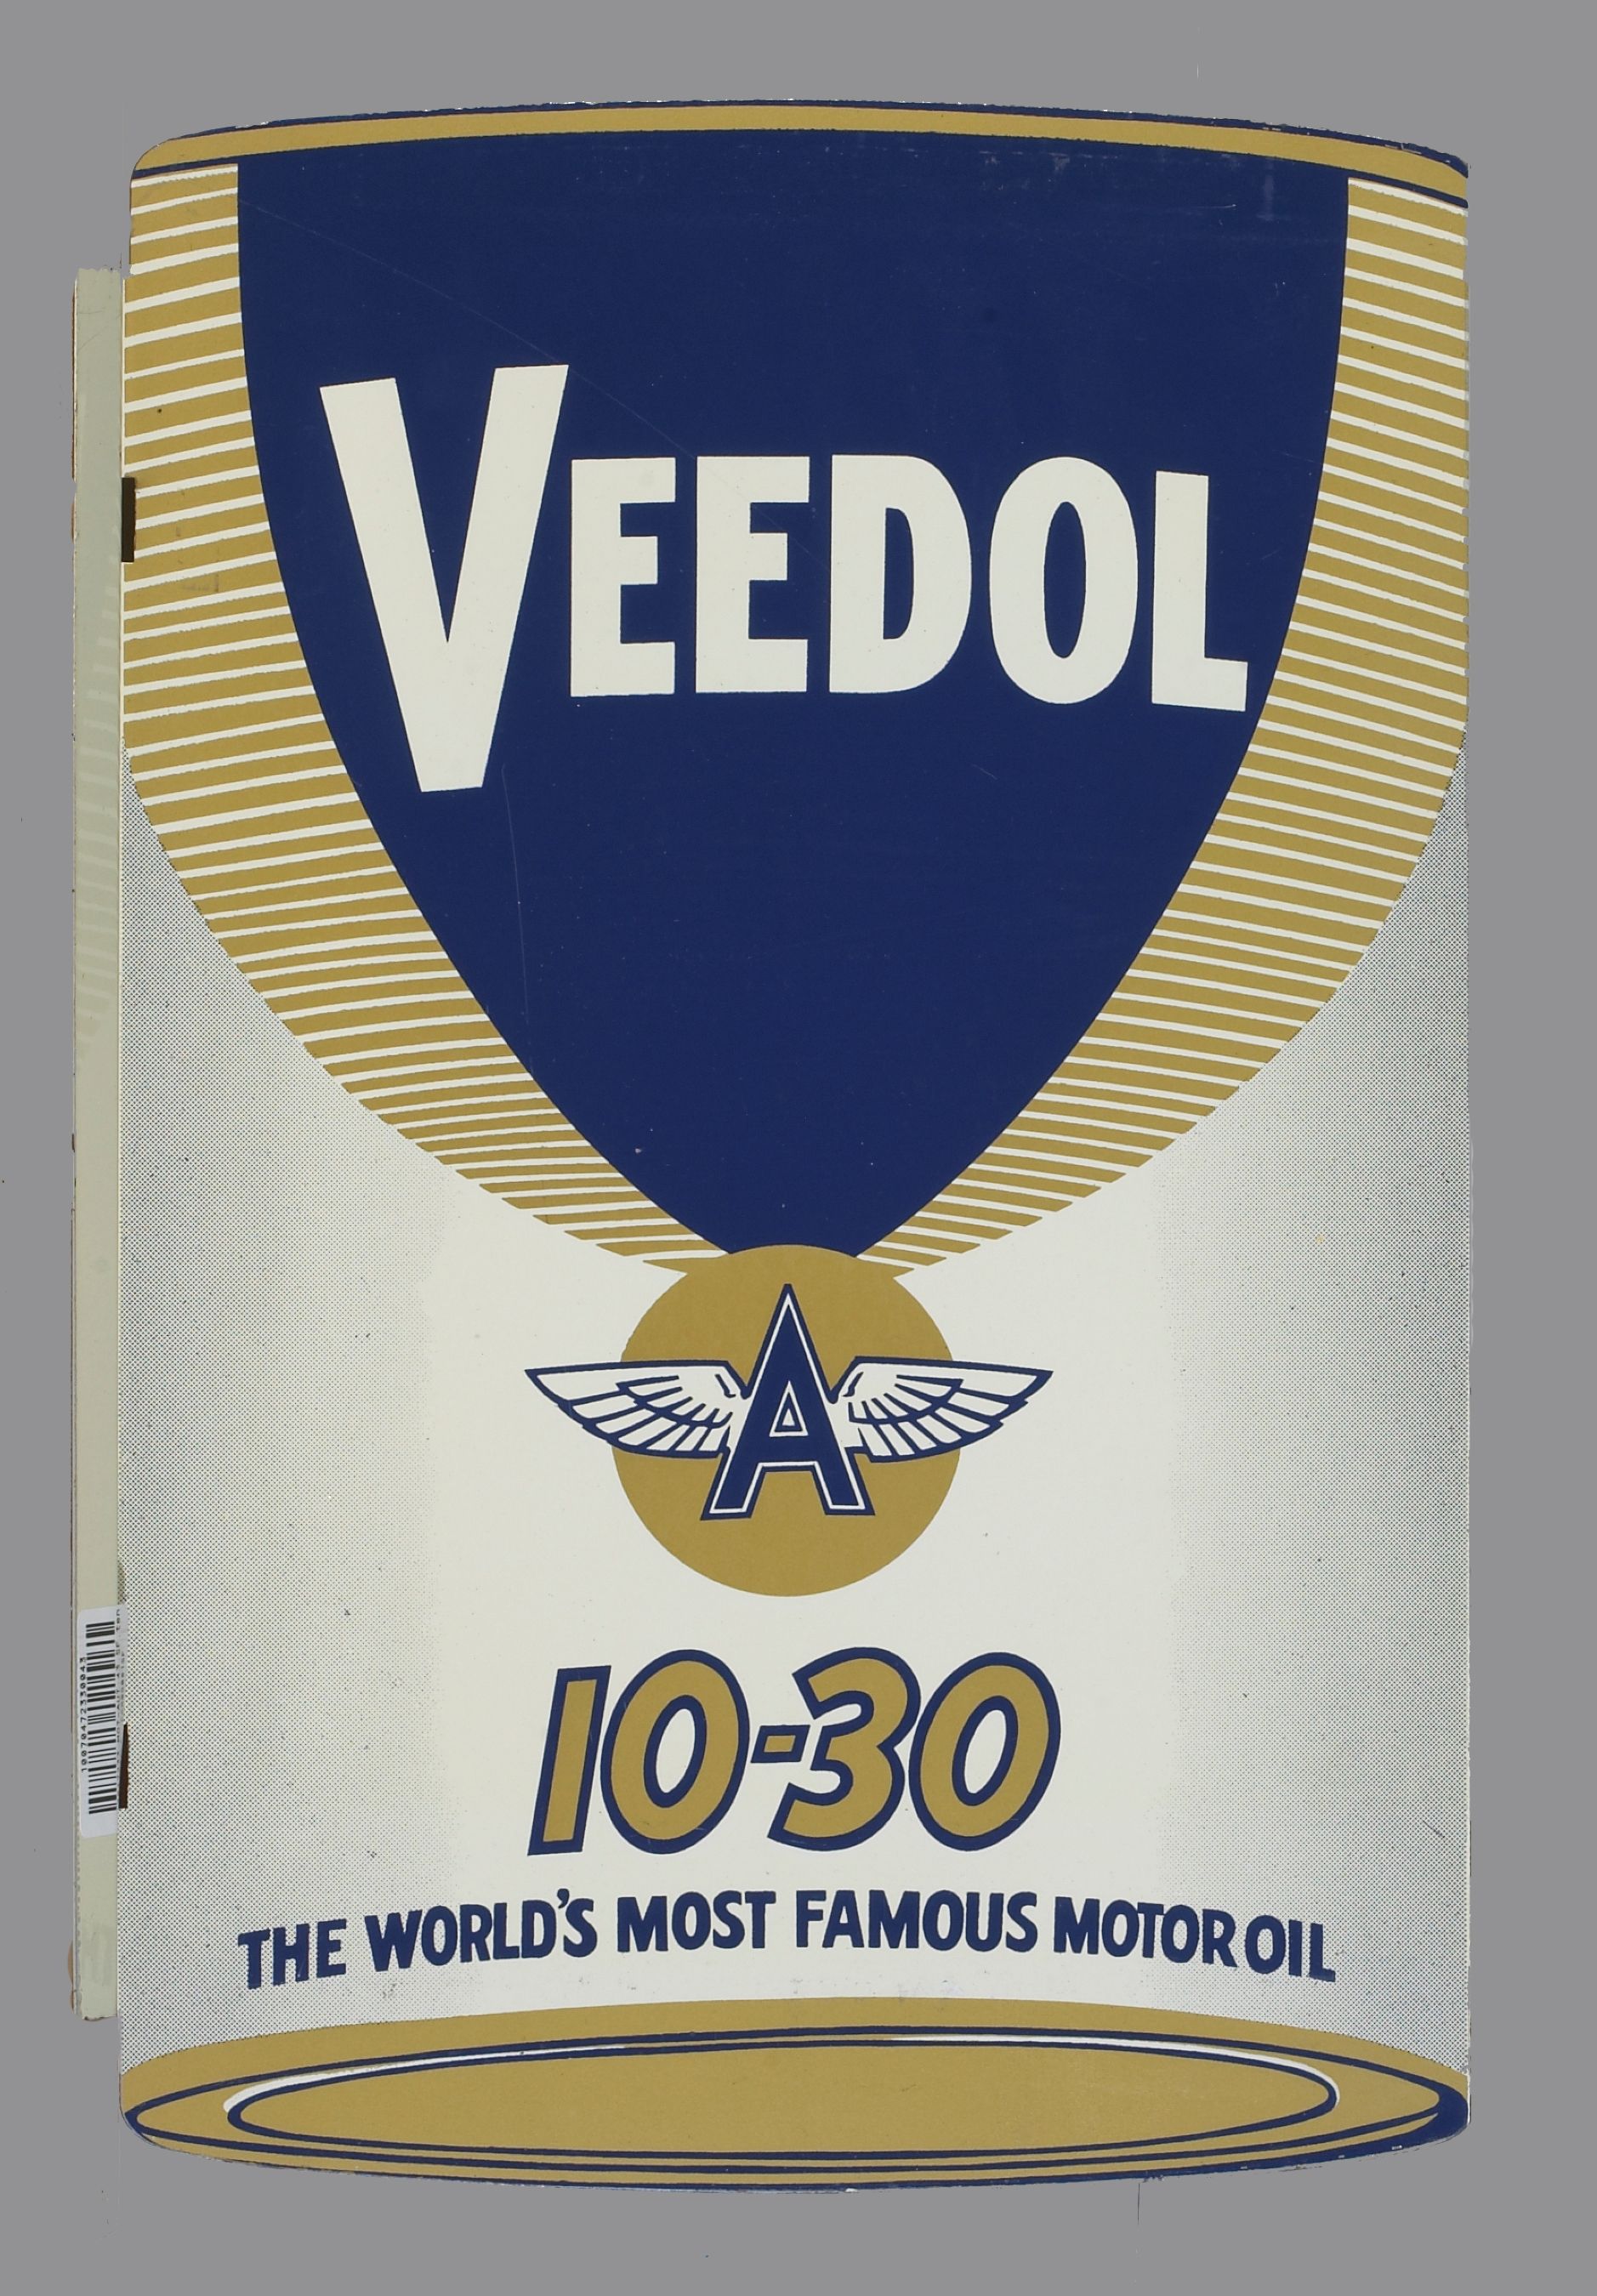 VEEDOL
A
10-30
THE WORLD'S MOST FAMOUS MOTOR OIL